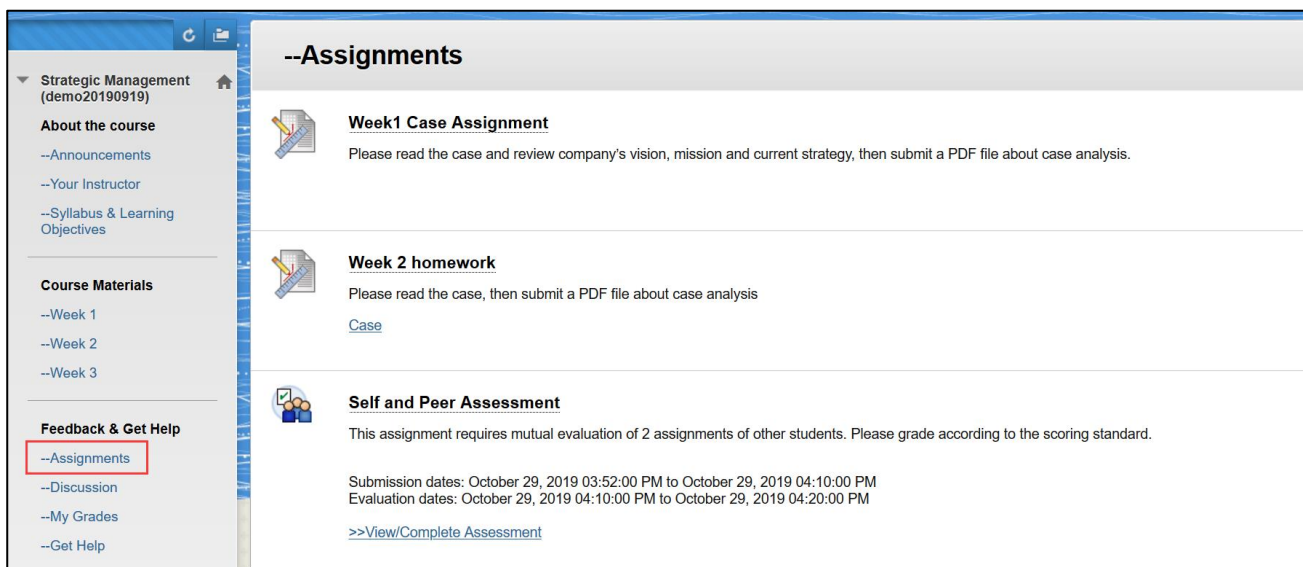 Strategic Management
(demo20190919)
About the course
--Announcements
--Your Instructor
--Syllabus & Learning
Objectives
Course Materials
--Week 1
--Week 2
--Week 3
Feedback & Get Help
--Assignments
--Discussion
--My Grades
--Get Help
--Assignments
Week1 Case Assignment
Please read the case and review company's vision, mission and current strategy, then submit a PDF file about case analysis.
Week 2 homework
Please read the case, then submit a PDF file about case analysis
Case
Self and Peer Assessment
This assignment requires mutual evaluation of 2 assignments of other students. Please grade according to the scoring standard.
Submission dates: October 29, 2019 03:52:00 PM to October 29, 2019 04:10:00 PM
Evaluation dates: October 29, 2019 04:10:00 PM to October 29, 2019 04:20:00 PM
>>View/Complete Assessment